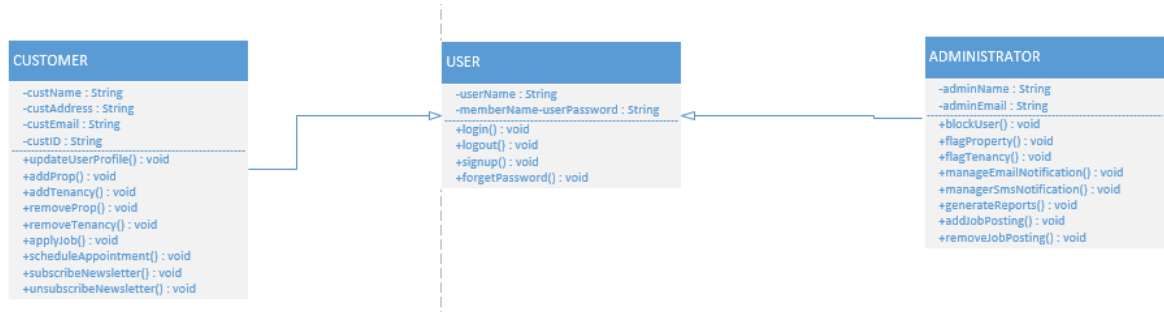 CUSTOMER
-custName : String
-custAddress : String
-custEmail : String
-custID : String
+updateUserProfile() : void
+addProp() : void
+addTenancy() : void
+removeProp() : void
+removeTenancy() : void
+applyJob() : void
+scheduleAppointment() : void
+subscribeNewsletter() : void
+unsubscribeNewsletter() : void
USER
-userName : String
-memberName-userPassword : String
+login() : void
+logout() : void
+signup() : void
+forgetPassword() : void
ADMINISTRATOR
-adminName : String
-adminEmail : String
+blockUser() : void
+flagProperty() : void
+flagTenancy() : void
+manageEmailNotification() : void
+managerSmsNotification() : void
+generateReports() : void
+addJobPosting() : void
+removeJobPosting() : void